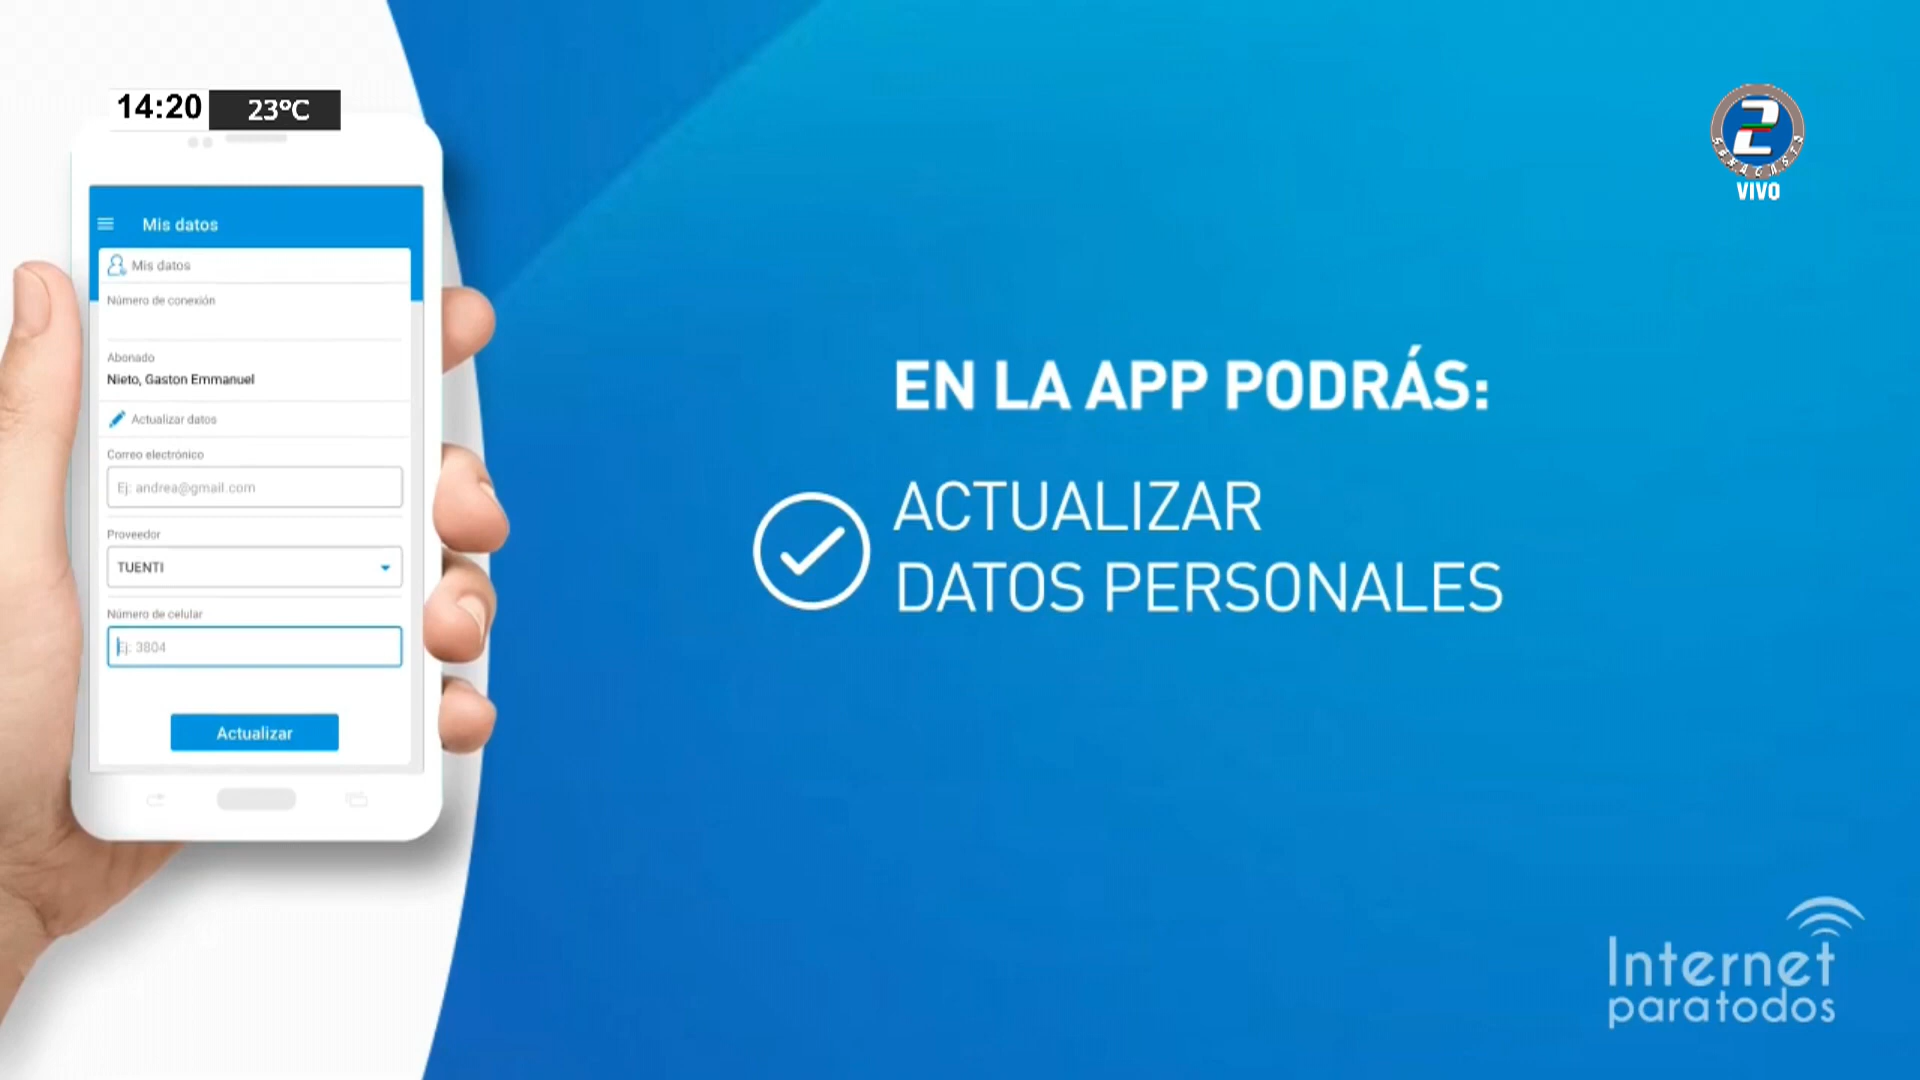 14:20 23°C
Mis datos
Mis datos
Número de conexión
Abonado
Nieto, Gaston Emmanuel
Actualizar datos
Correo electrónico
Ej: andrea@gmail.com
Proveedor
TUENTI
Número de celular
Ej: 3804
Actualizar
EN LA APP PODRÁS:
ACTUALIZAR
DATOS PERSONALES
2
VIVO
Internet
paratodos